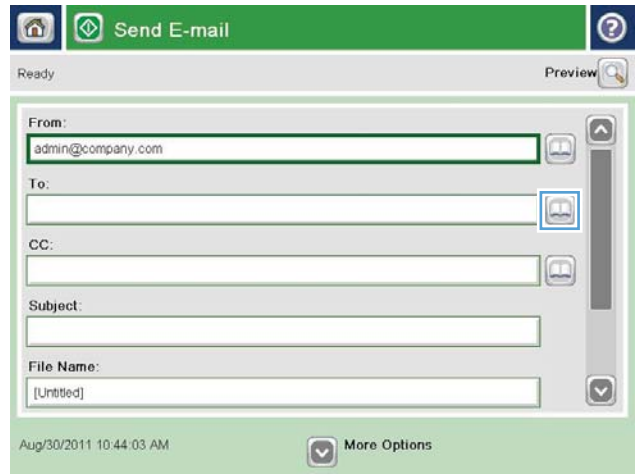 Send E-mail
?
Ready
Preview
From:
admin@company.com
To:
CC:
Subject:
File Name:
[Untitled]
Aug/30/2011 10:44:03 AM
More Options